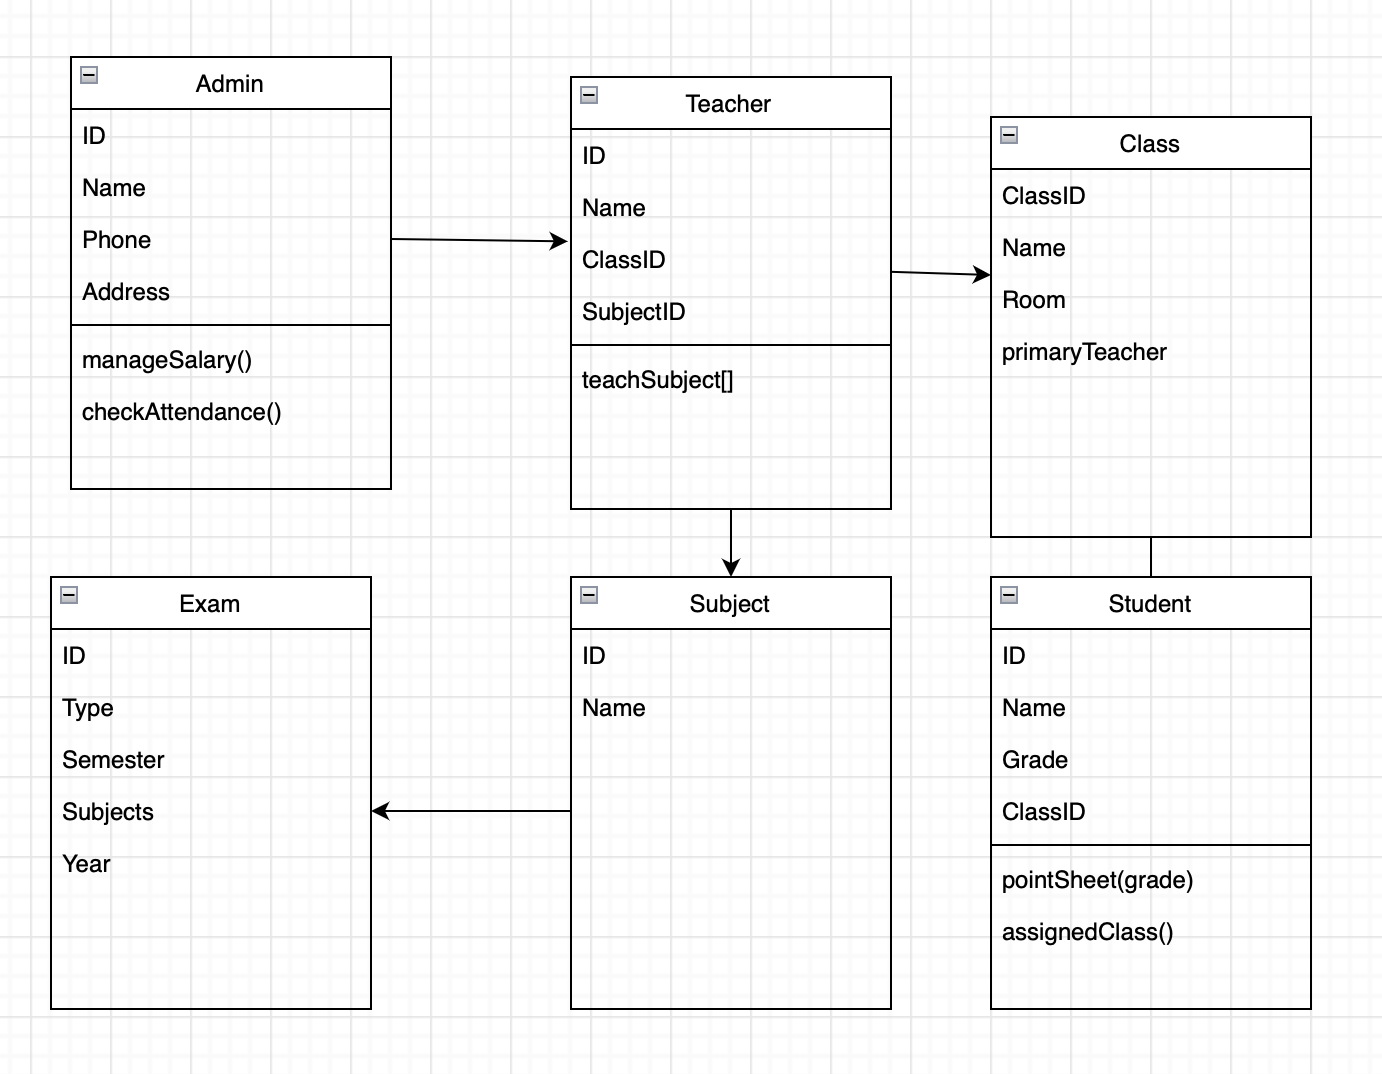 Admin
ID
Name
Phone
Address
manageSalary()
checkAttendance()
Teacher
ID
Name
ClassID
SubjectID
teachSubject[]
Class
ClassID
Name
Room
primaryTeacher
Exam
ID
Type
Semester
Subjects
Year
Subject
ID
Name
Student
ID
Name
Grade
ClassID
pointSheet(grade)
assignedClass()